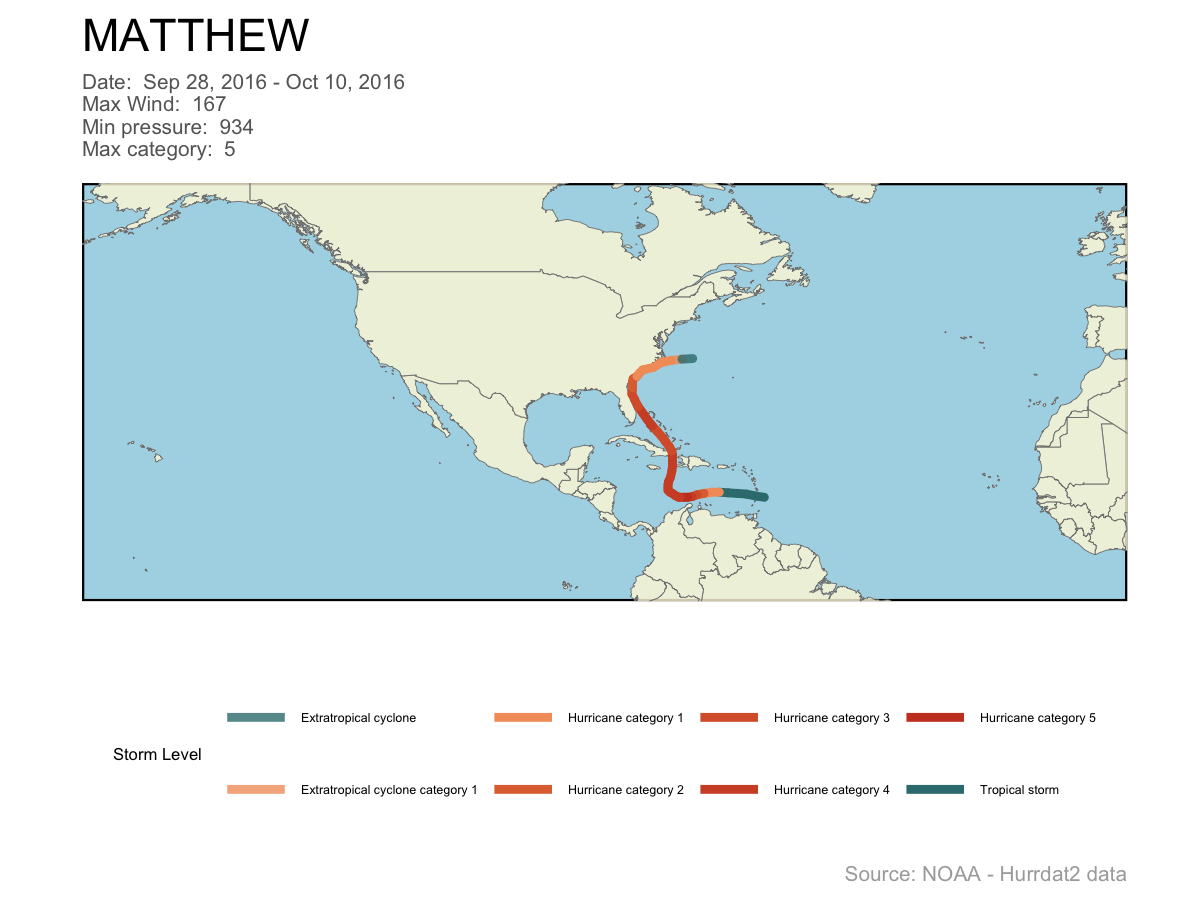 MATTHEW
Date:  Sep 28, 2016 - Oct 10, 2016
Max Wind:  167
Min pressure:  934
Max category:  5
Extratropical cyclone
Hurricane category 1
Hurricane category 3
Hurricane category 5
Storm Level
Extratropical cyclone category 1
Hurricane category 2
Hurricane category 4
Tropical storm
Source: NOAA - Hurrdat2 data